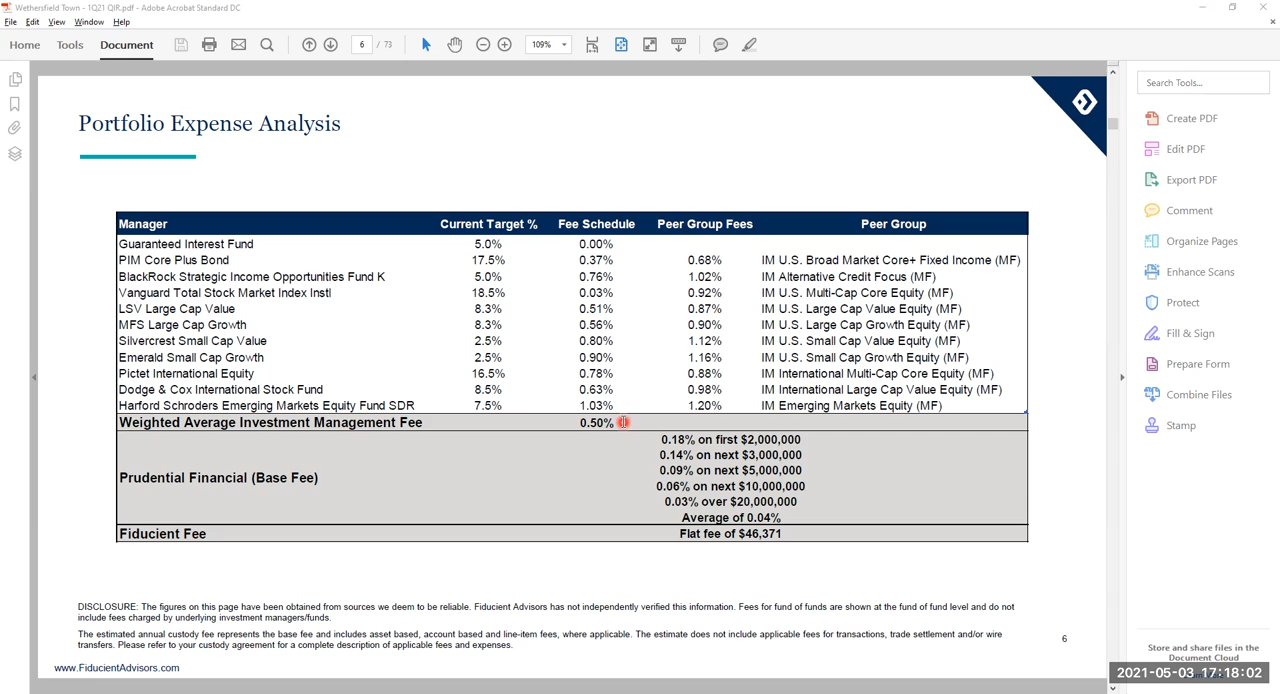 Wethersfield Town - 1Q21 QIR.pdf - Adobe Acrobat Standard DC
File Edit View Window Help
Home Tools Document 6 / 73 109%
Search Tools...
Create PDF
Edit PDF
Export PDF
Comment
Organize Pages
Enhance Scans
Protect
Fill & Sign
Prepare Form
Combine Files
Stamp
Store and share files in the
Document Cloud
Portfolio Expense Analysis
Manager Current Target % Fee Schedule Peer Group Fees Peer Group
Guaranteed Interest Fund 5.0% 0.00%
PIM Core Plus Bond 17.5% 0.37% 0.68% IM U.S. Broad Market Core+ Fixed Income (MF)
BlackRock Strategic Income Opportunities Fund K 5.0% 0.76% 1.02% IM Alternative Credit Focus (MF)
Vanguard Total Stock Market Index Instl 18.5% 0.03% 0.92% IM U.S. Multi-Cap Core Equity (MF)
LSV Large Cap Value 8.3% 0.51% 0.87% IM U.S. Large Cap Value Equity (MF)
MFS Large Cap Growth 8.3% 0.56% 0.90% IM U.S. Large Cap Growth Equity (MF)
Silvercrest Small Cap Value 2.5% 0.80% 1.12% IM U.S. Small Cap Value Equity (MF)
Emerald Small Cap Growth 2.5% 0.90% 1.16% IM U.S. Small Cap Growth Equity (MF)
Pictet International Equity 16.5% 0.78% 0.88% IM International Multi-Cap Core Equity (MF)
Dodge & Cox International Stock Fund 8.5% 0.63% 0.98% IM International Large Cap Value Equity (MF)
Harford Schroders Emerging Markets Equity Fund SDR 7.5% 1.03% 1.20% IM Emerging Markets Equity (MF)
Weighted Average Investment Management Fee 0.50%
Prudential Financial (Base Fee)
0.18% on first $2,000,000
0.14% on next $3,000,000
0.09% on next $5,000,000
0.06% on next $10,000,000
0.03% over $20,000,000
Average of 0.04%
Fiducient Fee Flat fee of $46,371
DISCLOSURE: The figures on this page have been obtained from sources we deem to be reliable. Fiducient Advisors has not independently verified this information. Fees for fund of funds are shown at the fund of fund level and do not
include fees charged by underlying investment managers/funds.
The estimated annual custody fee represents the base fee and includes asset based, account based and line-item fees, where applicable. The estimate does not include applicable fees for transactions, trade settlement and/or wire
transfers. Please refer to your custody agreement for a complete description of applicable fees and expenses.
6
www.FiducientAdvisors.com
2021-05-03 17:18:02